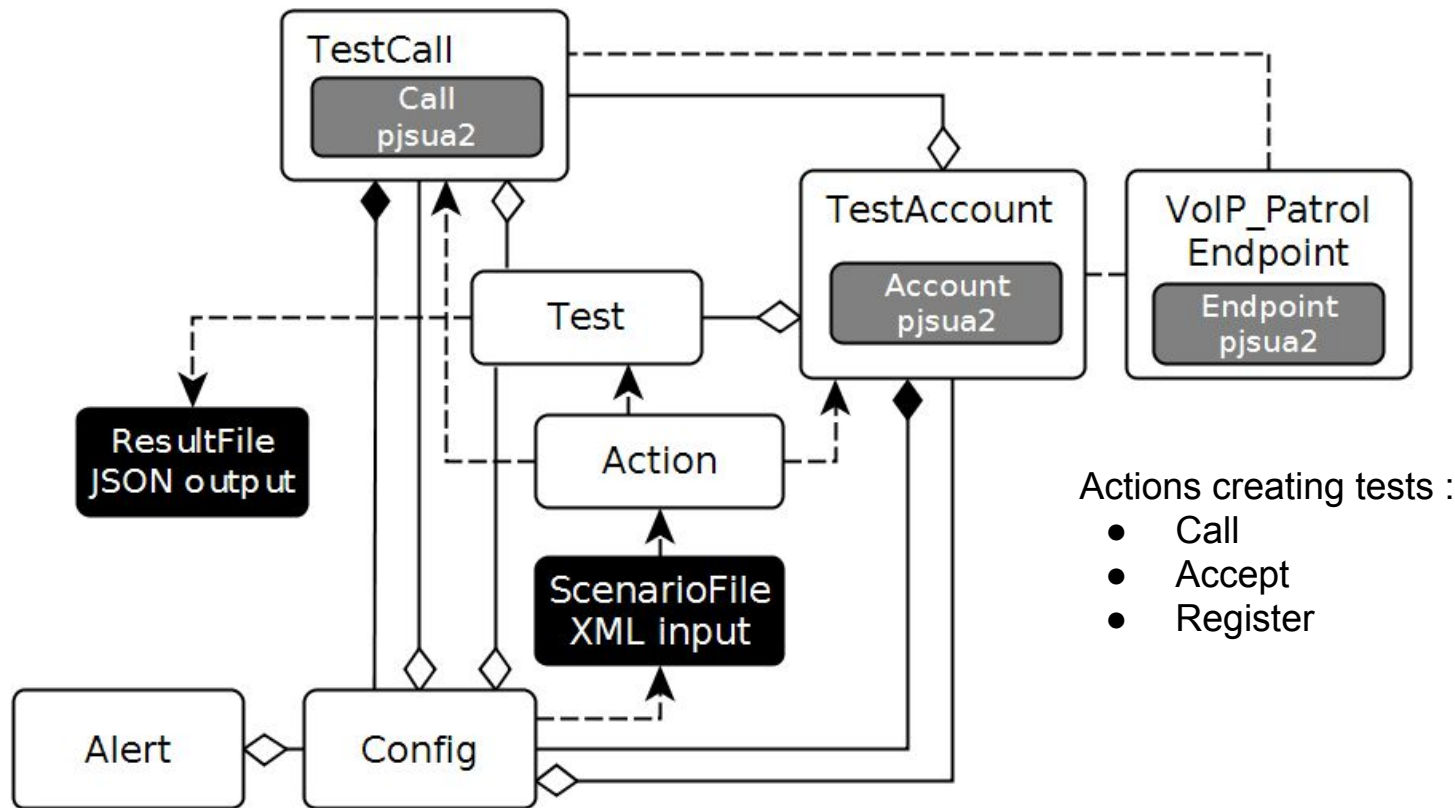 TestCall
Call
pjsua2
TestAccount
Account
pjsua2
VoIP_Patrol
Endpoint
Endpoint
pjsua2
Test
ResultFile
JSON output
Action
ScenarioFile
XML input
Actions creating tests :
● Call
● Accept
● Register
Alert
Config